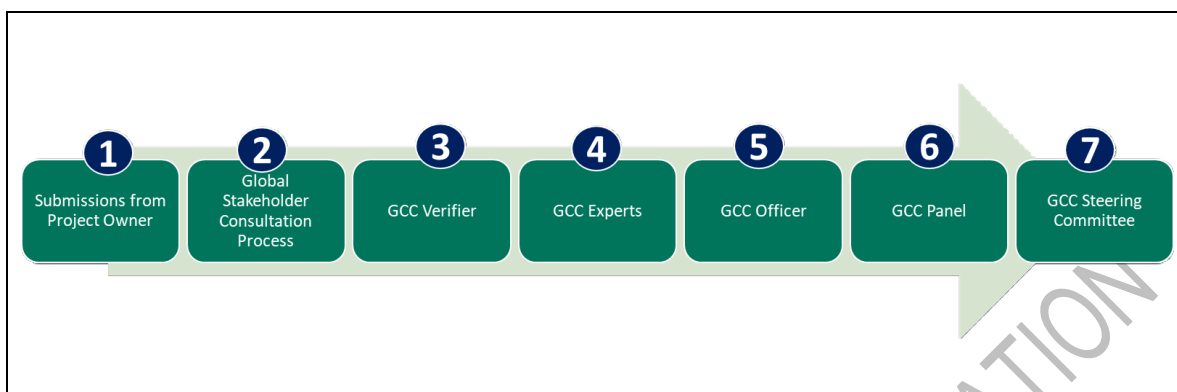 1
Submissions from
Project Owner
2
Global
Stakeholder
Consultation
Process
3
GCC Verifier
4
GCC Experts
5
GCC Officer
6
GCC Panel
7
GCC Steering
Committee